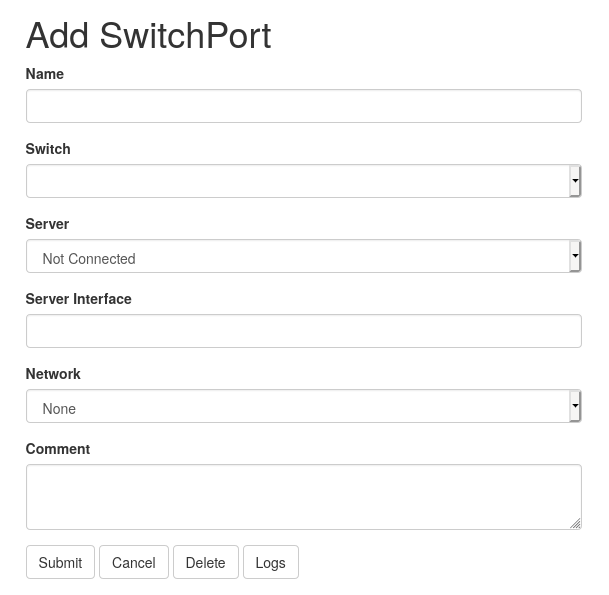 Add SwitchPort
Name
Switch
Server
Not Connected
Server Interface
Network
None
Comment
Submit Cancel Delete Logs